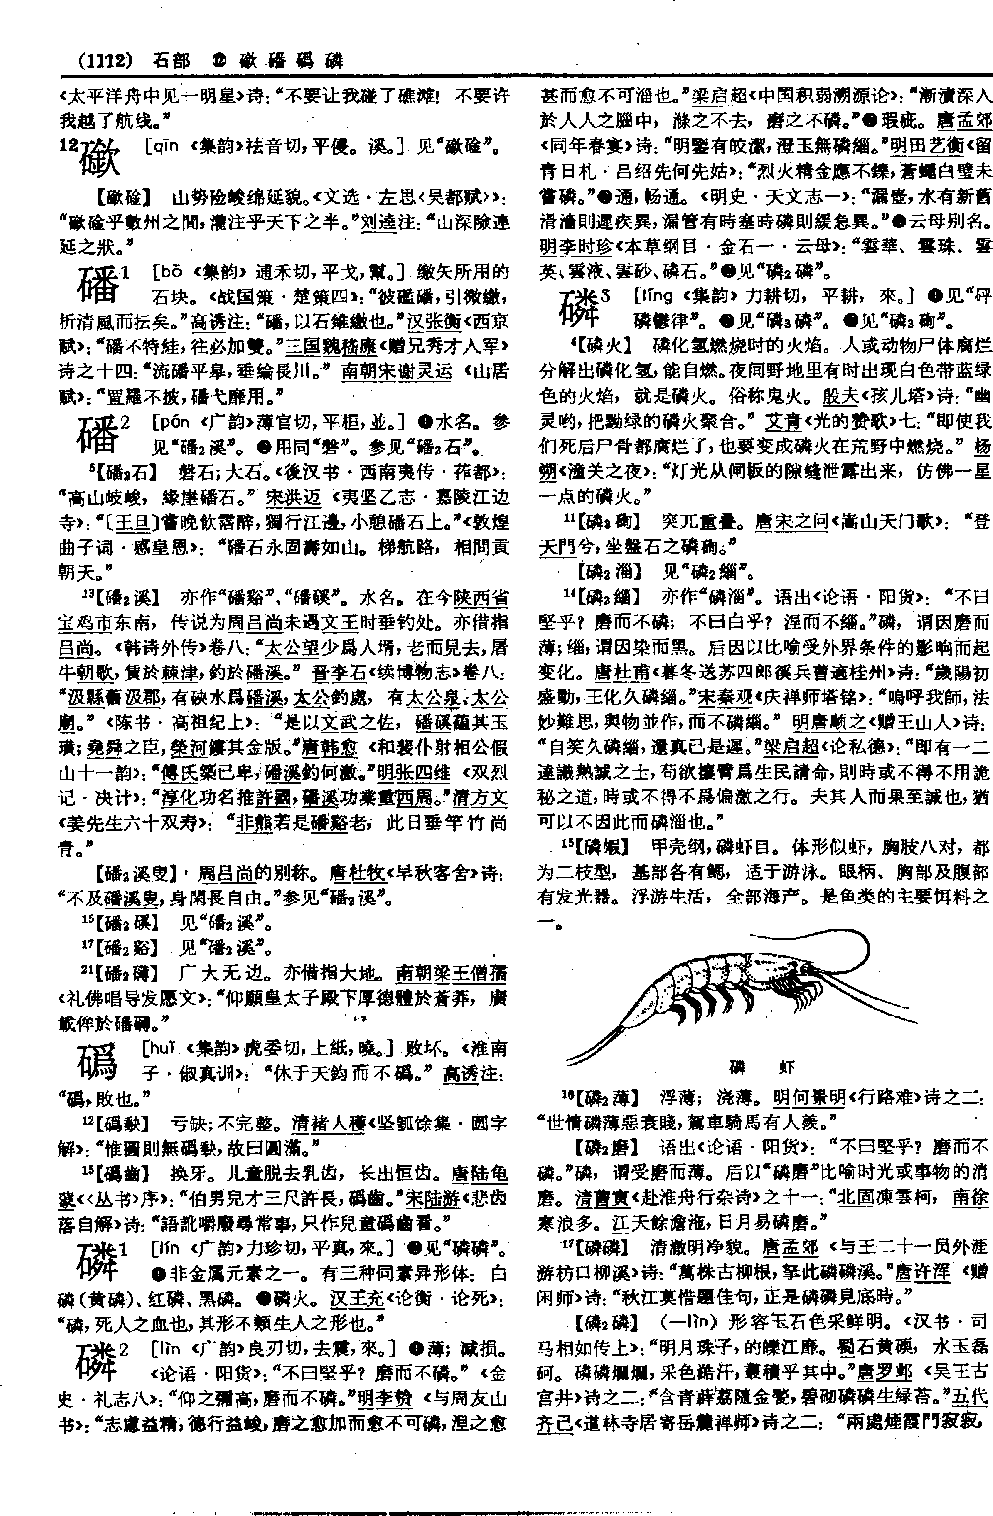 (1112) 石部 ⑫ 㰸 磻 磶 磷
《太平洋舟中见一明星》诗：“不要让我碰了礁滩！不要许
我越了航线。”
[qīn 《集韵》祛音切，平侵。溪。]见“㰸碒”。
山势险峻绵延貌。《文选·左思〈吴都赋〉》：
刘逵注：“山深險連
延之狀。”
磻1 [bō 《集韵》逋禾切，平戈，幫。]缴矢所用的
石块。《战国策·楚策四》：“彼礛磻，引微繳，
折清風而抎矣。”高诱注：“磻，以石維繳也。”汉张衡《西京
赋》：“磻不特絓，往必加雙。”三国魏嵇康《赠兄秀才入军》
诗之十四：“流磻平皋，垂綸長川。”南朝宋谢灵运《山居
赋》：“罝羅不披，磻弋靡用。”
磻2 [pán 《广韵》薄官切，平桓，並。]❶水名。参
见“磻2溪”。❷用同“磐”。参见“磻2石”。
5【磻2石】 磐石；大石。《後汉书·西南夷传·莋都》：
“高山岐峻，緣崖磻石。”宋洪迈《夷坚乙志·嘉陵江边
寺》：“〔王旦〕嘗晚飲霑醉，獨行江邊，小憩磻石上。”《敦煌
曲子词·感皇恩》：“磻石永固壽如山。梯航路，相間貢
朝天。”
13【磻2溪】 亦作“磻谿”、“磻磎”。水名。在今陕西省
宝鸡市东南，传说为周吕尚未遇文王时垂钓处。亦借指
吕尚。《韩诗外传》卷八：“太公望少爲人壻，老而見去，屠
牛朝歌，賃於棘津，釣於磻溪。”晋李石《续博物志》卷八：
“汲縣舊汲郡，有硤水爲磻溪，太公釣處，有太公泉、太公
廟。”《陈书·高祖纪上》：“是以文武之佐，磻磎藴其玉
璜；堯舜之臣，榮河鏤其金版。”唐韩愈《和裴仆射相公假
山十一韵》：“傅氏築已卑，磻溪釣何激。”明张四维《双烈
记·决计》：“淳化功名推許國，磻溪功業重西周。”清方文
《姜先生六十双寿》：“非熊若是磻谿老，此日垂竿竹尚
青。”
【磻2溪叟】 周吕尚的别称。唐杜牧《早秋客舍》诗：
“不及磻溪叟，身閑長自由。”参见“磻2溪”。
15【磻2磎】 见“磻2溪”。
17【磻2谿】 见“磻2溪”。
21【磻2礴】 广大无边。亦借指大地。南朝梁王僧孺
《礼佛唱导发愿文》：“仰願皇太子殿下厚德體於蒼莽，廣
載侔於磻礴。”
[huǐ 《集韵》虎委切，上紙，曉。]败坏。《淮南
子·俶真训》：“休于天鈞而不䃣。”高诱注：
“䃣，敗也。”
亏缺；不完整。清褚人穫《坚瓠馀集·圆字
解》：“惟圓則無䃣缺，故曰圓滿。”
15【䃣齒】 换牙。儿童脱去乳齿，长出恒齿。唐陆龟
蒙《〈丛书〉序》：“伯男兒才三尺許長，䃣齒。”宋陆游《悲齿
落自解》诗：“語訛嚼廢尋常事，只作兒童䃣齒看。”
磷1 [lín 《广韵》力珍切，平真，來。]❶见“磷磷”。
❷非金属元素之一。有三种同素异形体：白
磷（黄磷）、红磷、黑磷。❸磷火。汉王充《论衡·论死》：
“磷，死人之血也，其形不類生人之形也。”
磷2 [lìn 《广韵》良刃切，去震，來。]❶薄；减损。
《论语·阳货》：“不曰堅乎？磨而不磷。”《金
史·礼志八》：“仰之彌高，磨而不磷。”明李贽《与周友山
书》：“志慮益精，德行益峻，磨之愈加而愈不可磷，涅之愈
甚而愈不可淄也。”梁启超《中国积弱溯源论》：“漸漬深入
於人人之腦中，滌之不去，磨之不磷。”❷瑕疵。唐孟郊
《同年春宴》诗：“明鑒有皎潔，澄玉無磷緇。”明田艺衡《留
青日札·吕绍先何先姑》：“烈火精金應不鑠，蒼蠅白璧未
嘗磷。”❸通，畅通。《明史·天文志一》：“漏壺，水有新舊
滑濇則遲疾異，漏管有時塞時磷則緩急異。”❹云母别名。
明李时珍《本草纲目·金石一·云母》：“雲華、雲珠、雲
英、雲液、雲砂、磷石。”❺见“磷2磷”。
磷3 [líng 《集韵》力耕切，平耕，來。]❶见“砰
磷鬱律”。❷见“磷3磷”。❸见“磷3䃔”。
4【磷火】 磷化氢燃烧时的火焰。人或动物尸体腐烂
分解出磷化氢，能自燃。夜间野地里有时出现白色带蓝绿
色的火焰，就是磷火。俗称鬼火。殷夫《孩儿塔》诗：“幽
灵哟，把黝绿的磷火聚合。”艾青《光的赞歌》七：“即使我
们死后尸骨都腐烂了，也要变成磷火在荒野中燃烧。”杨
朔《潼关之夜》：“灯光从闸板的隙缝泄露出来，仿佛一星
一点的磷火。”
突兀重叠。唐宋之问《嵩山天门歌》：“登
天門兮，坐盤石之磷
【磷2淄】 见“磷2緇”。
14【磷2緇】 亦作“磷淄”。语出《论语·阳货》：“不曰
堅乎？磨而不磷；不曰白乎？涅而不緇。”磷，谓因磨而
薄；緇，谓因染而黑。后因以比喻受外界条件的影响而起
变化。唐杜甫《暮冬送苏四郎徯兵曹適桂州》诗：“歲陽初
盛動，王化久磷緇。”宋秦观《庆禅师塔铭》：“嗚呼我師，法
妙難思，與物並作，而不磷緇。”明唐顺之《赠王山人》诗：
“自笑久磷緇，還真已是遲。”梁启超《论私德》：“即有一二
達識熱誠之士，苟欲攘臂爲生民請命，則時或不得不用詭
秘之道，時或不得不爲偏激之行。夫其人而果至誠也，猶
可以不因此而磷淄也。”
15【磷蝦】 甲壳纲，磷虾目。体形似虾，胸肢八对，都
为二枝型，基部各有鳃，适于游泳。眼柄、胸部及腹部
有发光器。浮游生活，全部海产。是鱼类的主要饵料之
一。
磷 虾
16【磷2薄】 浮薄；浇薄。明何景明《行路难》诗之二：
“世情磷薄惡衰賤，駕車騎馬有人羨。”
【磷2磨】 语出《论语·阳货》：“不曰堅乎？磨而不
磷。”磷，谓受磨而薄。后以“磷磨”比喻时光或事物的消
磨。清曹寅《赴淮舟行杂诗》之十一：“北固凍雲柯，南徐
寒浪多。江天餘澹沲，日月易磷磨。”
17【磷磷】 清澈明净貌。唐孟郊《与王二十一员外涯
游枋口柳溪》诗：“萬株古柳根，拏此磷磷溪。”唐许浑《赠
闲师》诗：“秋江莫惜題佳句，正是磷磷見底時。”
【磷2磷】 （—lìn）形容玉石色采鲜明。《汉书·司
马相如传上》：“明月珠子，的皪江靡。蜀石黄碝，水玉磊
砢。磷磷爛爛，采色澔汗，叢積乎其中。”唐罗邺《吴王古
宫井》诗之二：“含青薜荔隨金甃，碧砌磷磷生緑苔。”五代
齐己《道林寺居寄岳麓禅师》诗之二：“兩處煙霞門寂寂，